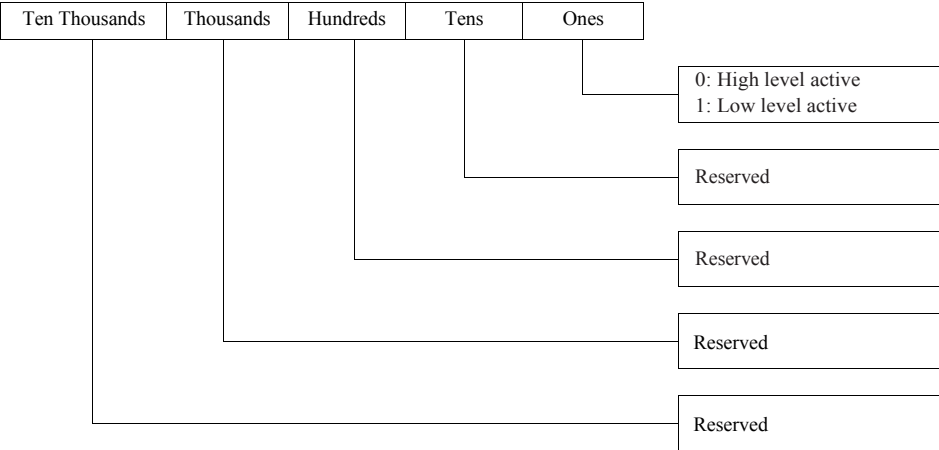 Ten Thousands Thousands Hundreds Tens Ones
0: High level active
1: Low level active
Reserved
Reserved
Reserved
Reserved